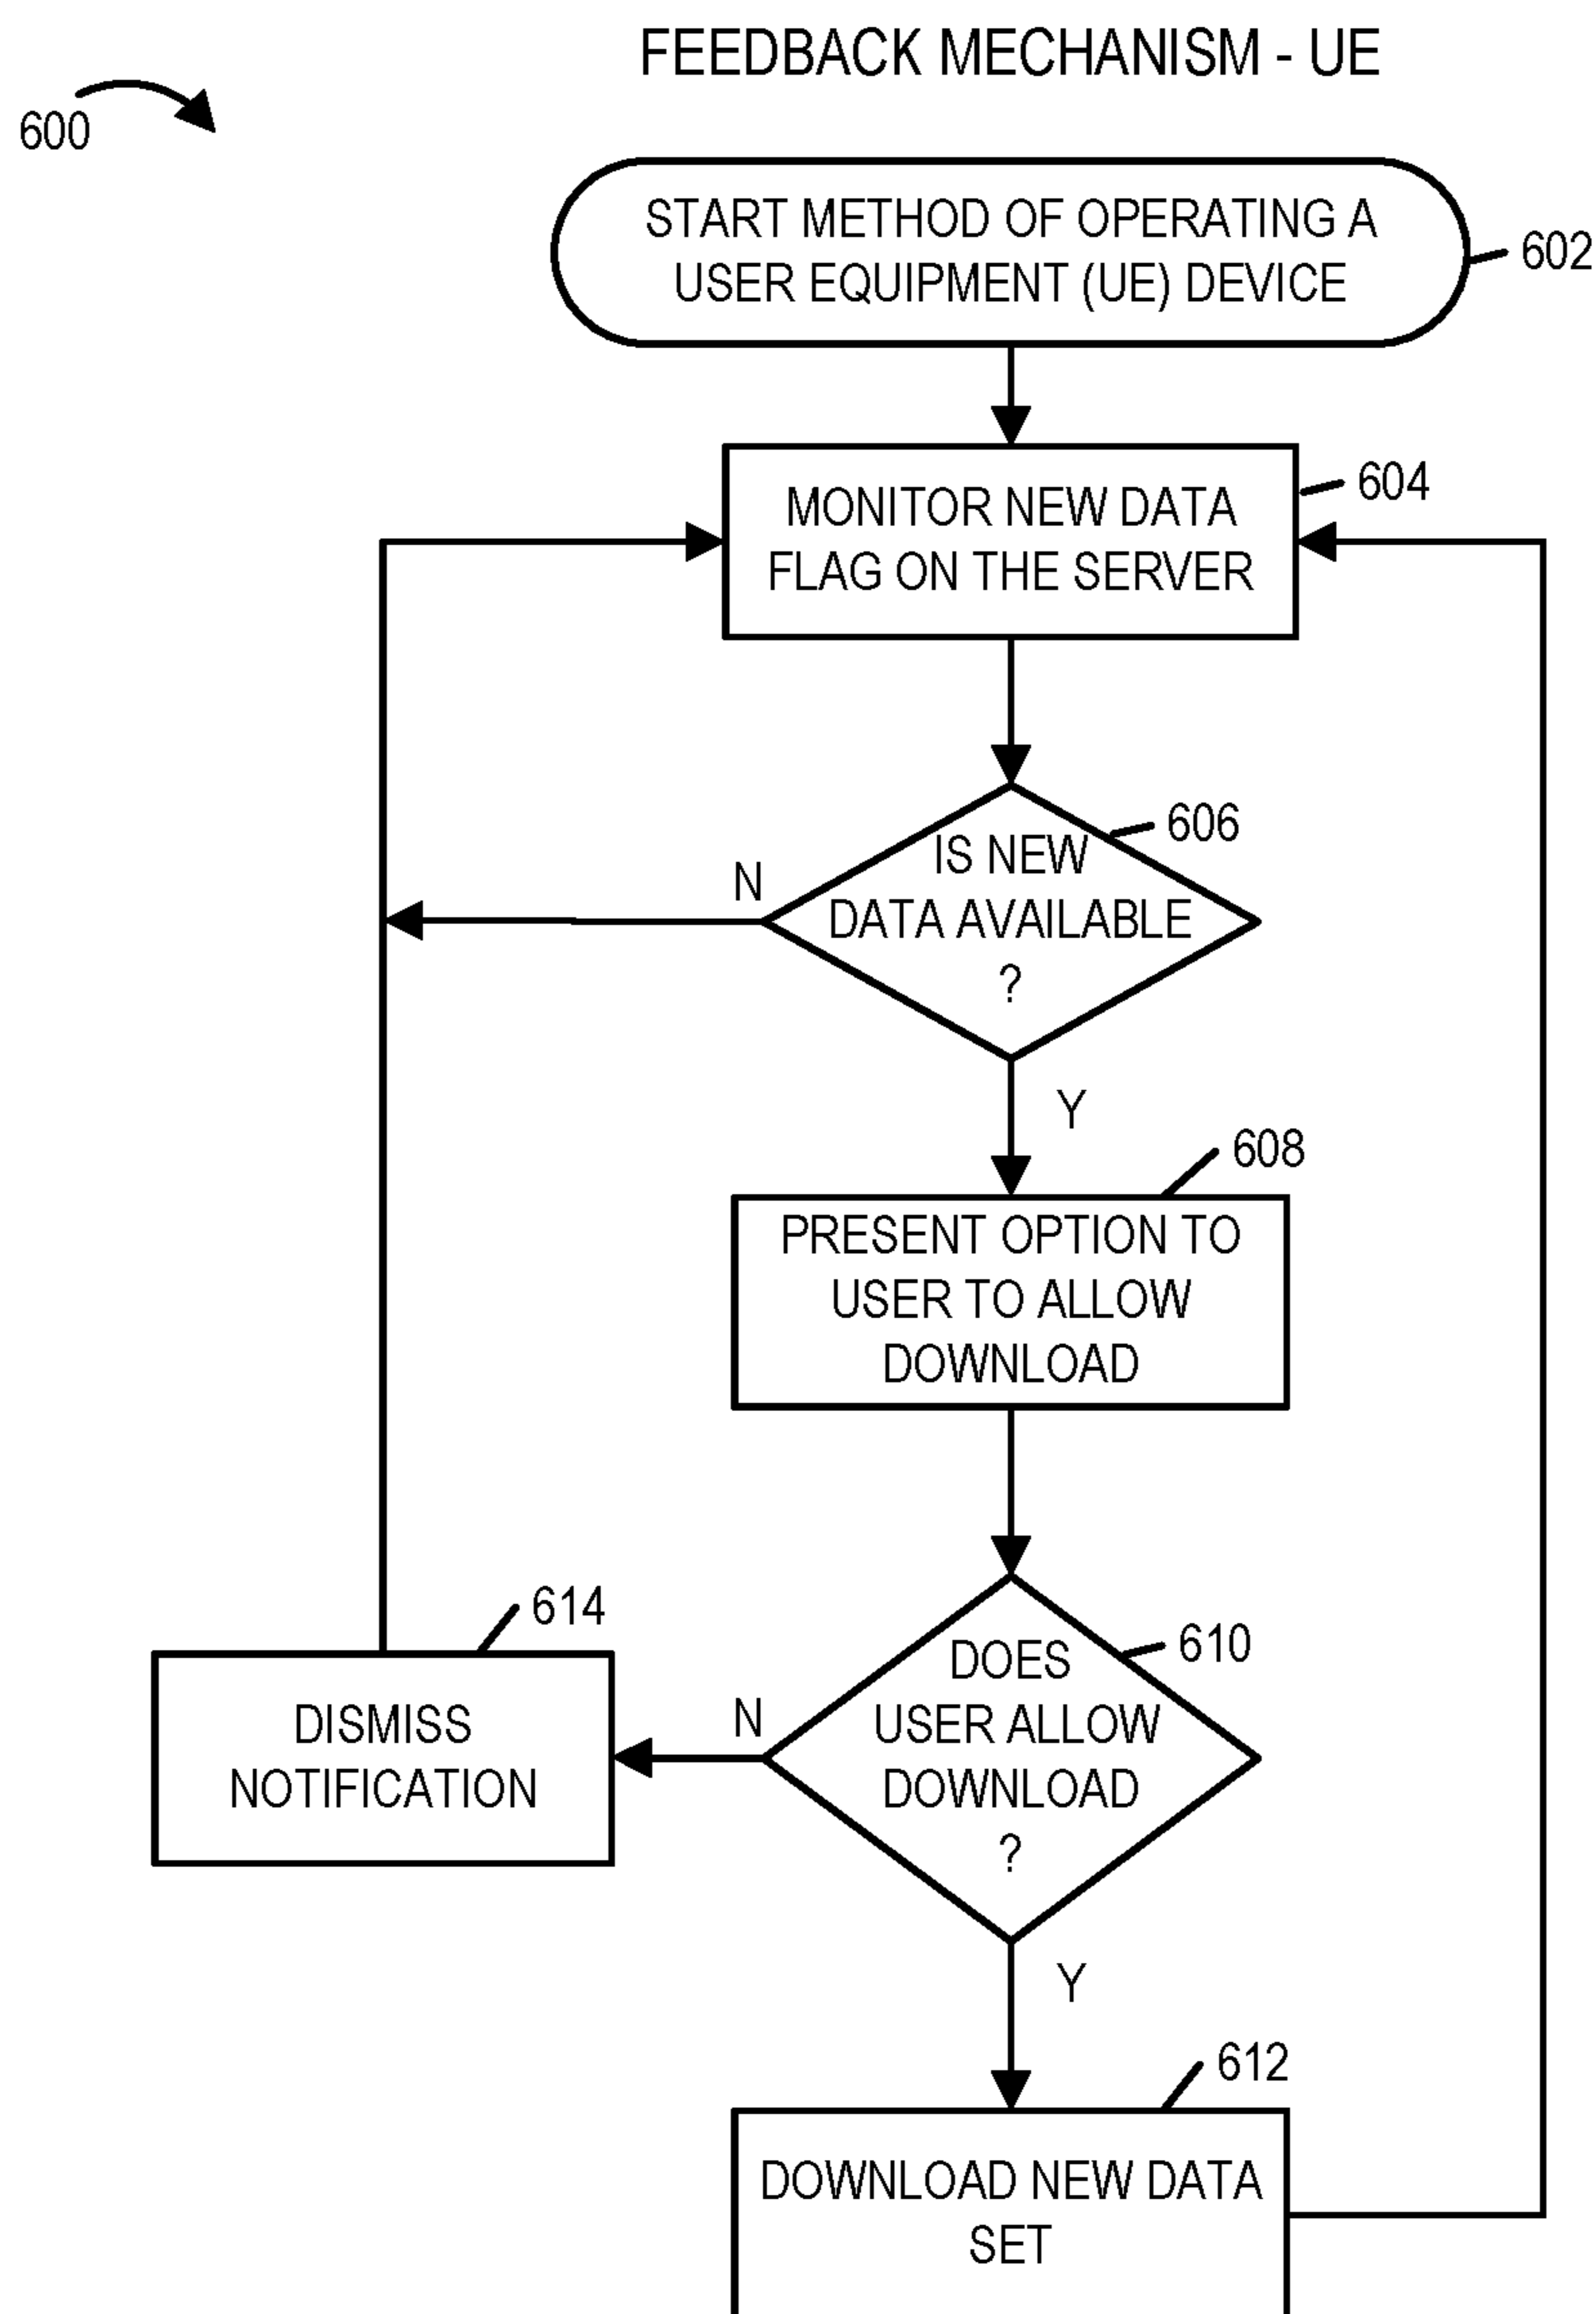 FEEDBACK MECHANISM - UE
600
START METHOD OF OPERATING A
USER EQUIPMENT (UE) DEVICE
602
MONITOR NEW DATA
FLAG ON THE SERVER
604
606
IS NEW
DATA AVAILABLE
?
N
Y
608
PRESENT OPTION TO
USER TO ALLOW
DOWNLOAD
610
DOES
USER ALLOW
DOWNLOAD
?
N
614
DISMISS
NOTIFICATION
Y
612
DOWNLOAD NEW DATA
SET